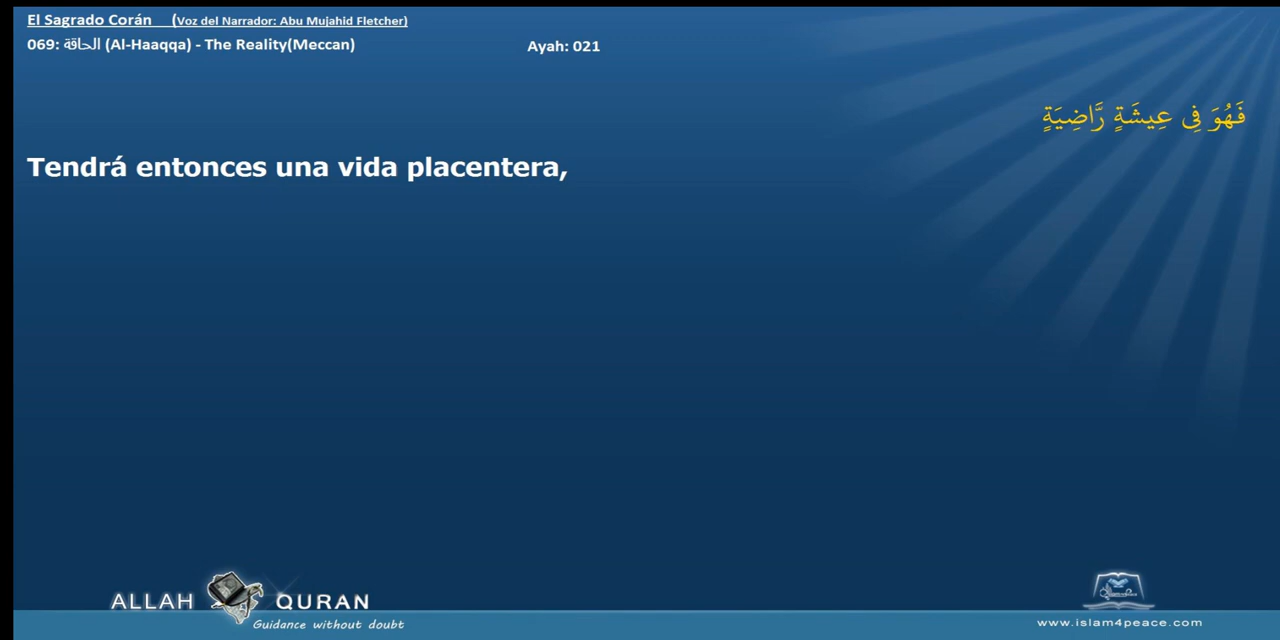 El Sagrado Corán (Voz del Narrador: Abu Mujahid Fletcher)
069: الحاقة (Al-Haaqqa) - The Reality(Meccan)
Ayah: 021
فَهُوَ فِى عِيشَةٍ رَّاضِيَةٍ
Tendrá entonces una vida placentera,
ALLAH QURAN
Guidance without doubt
www.islam4peace.com